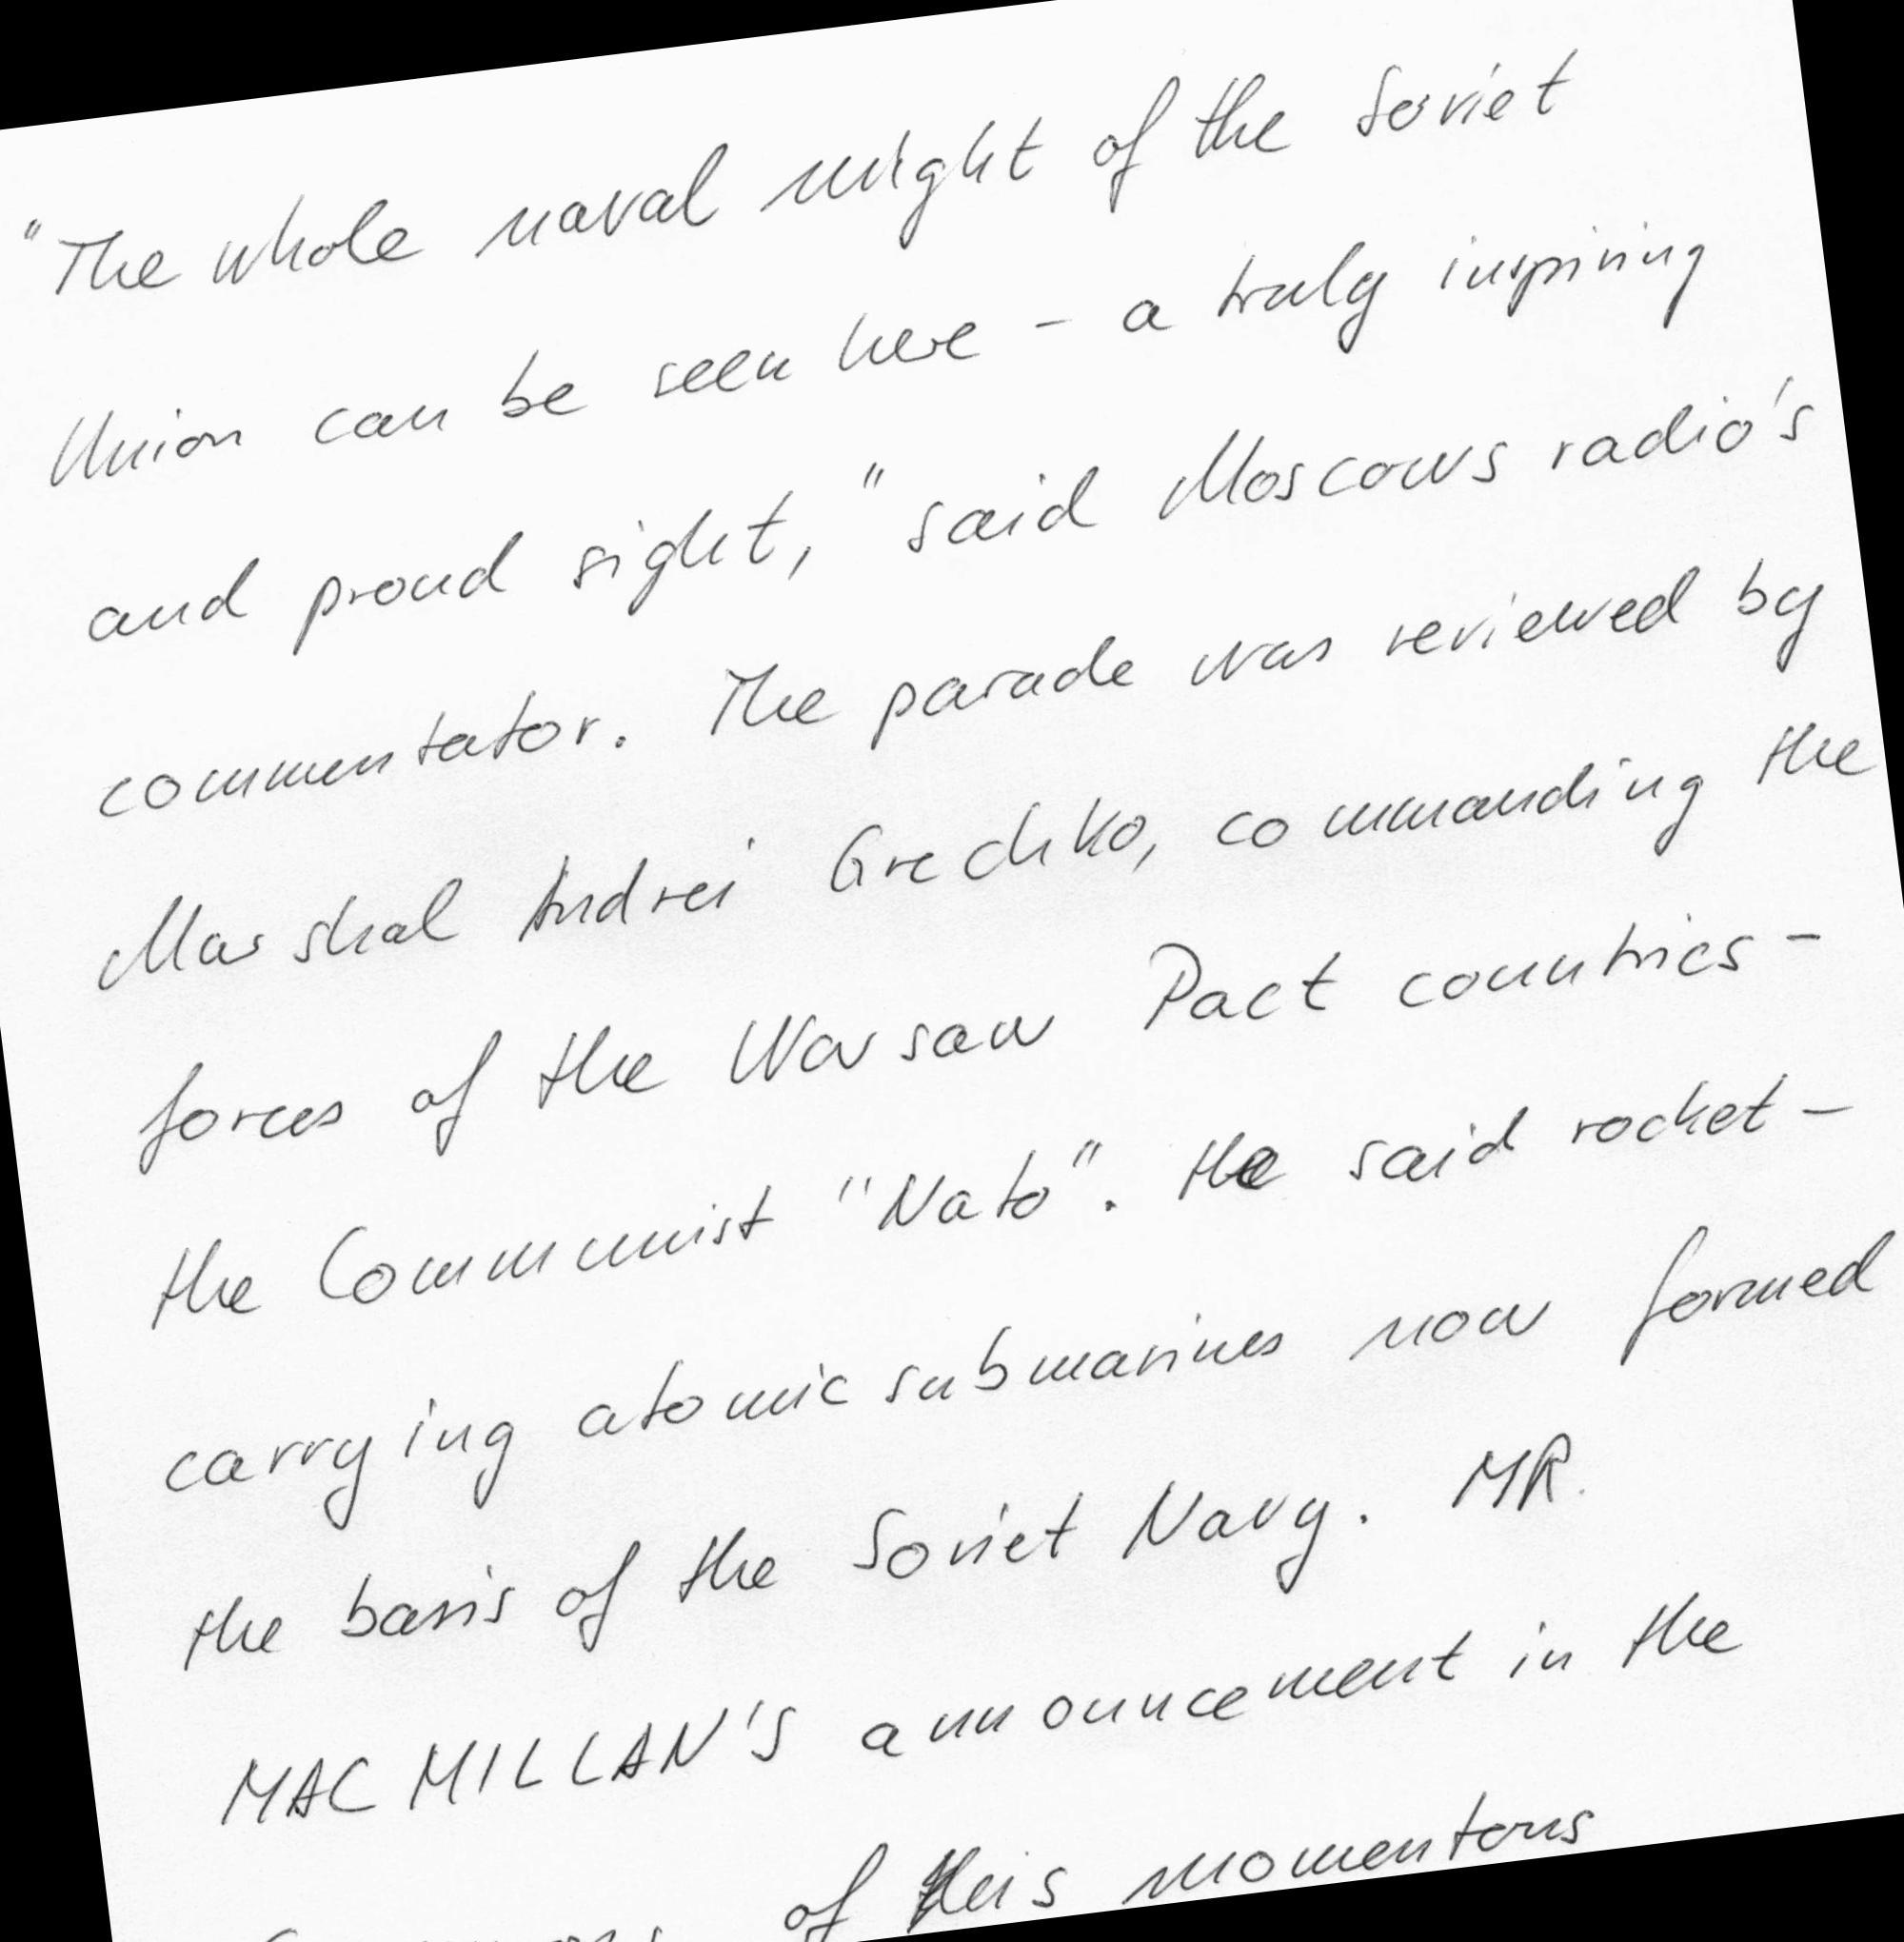 "The whole naval might of the Soviet
Union can be seen here - a truly inspiring
and proud sight," said Moscows radio's
commentator. The parade was reviewed by
Marshal Andrei Grechko, commanding the
forces of the Warsaw Pact countries -
the Communist "Nato". He said rocket-
carrying atomic submarines now formed
the basis of the Soviet Navy. MR.
MACMILLAN'S announcement in the
of this momentous